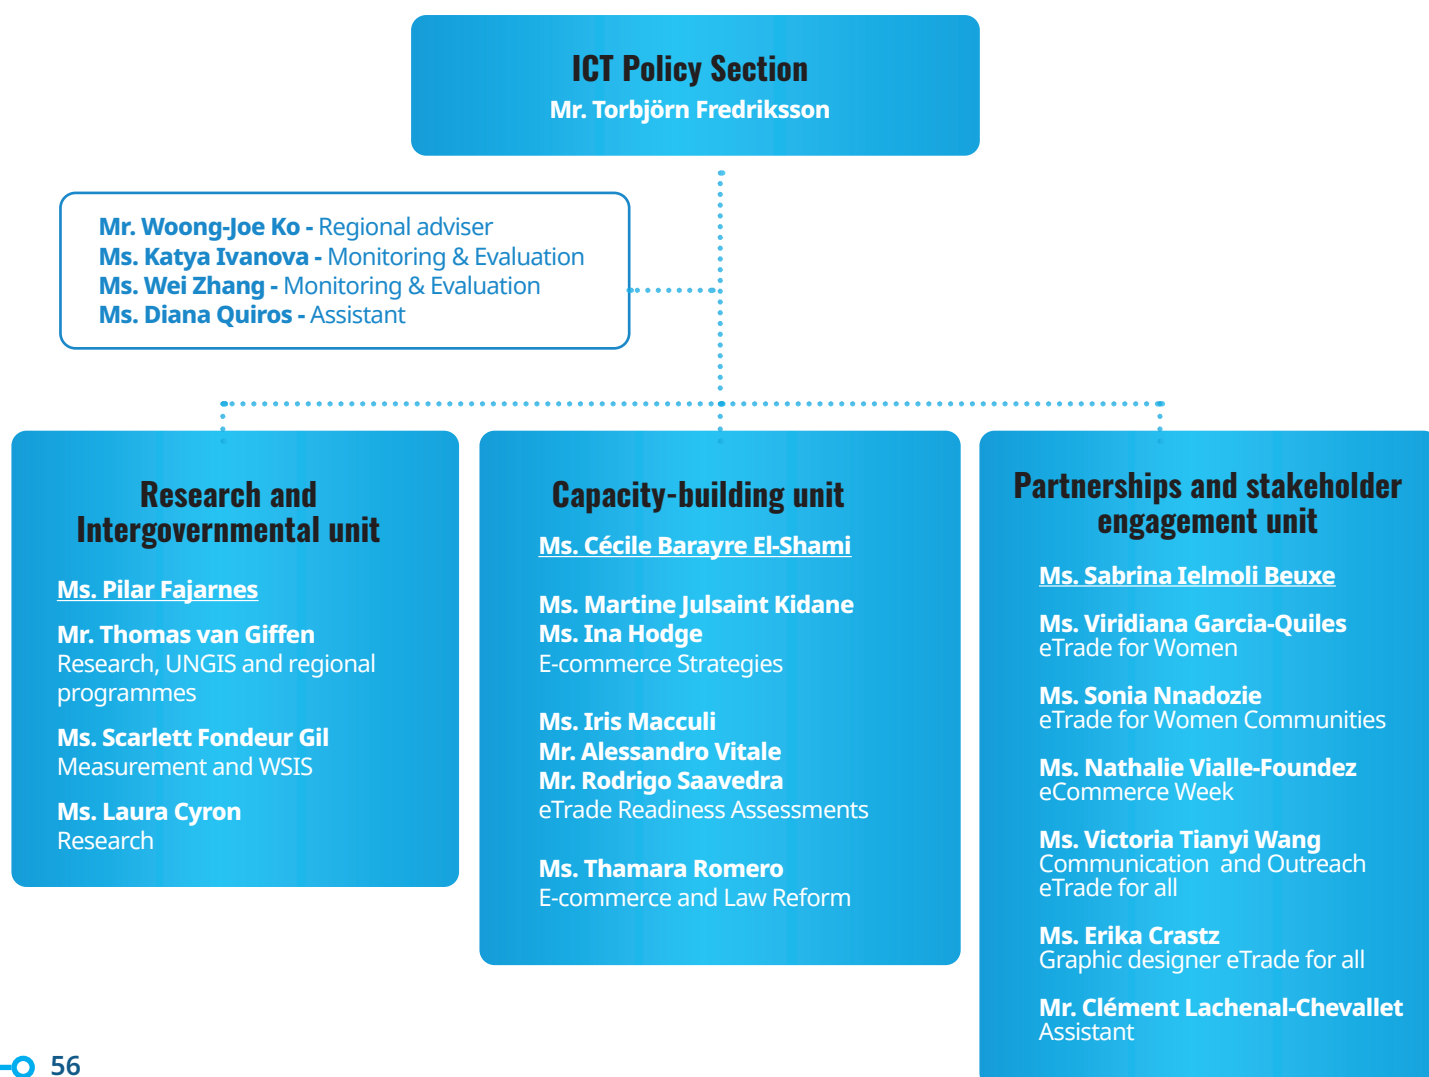 ICT Policy Section
Mr. Torbjörn Fredriksson
Mr. Woong-Joe Ko - Regional adviser
Ms. Katya Ivanova - Monitoring & Evaluation
Ms. Wei Zhang - Monitoring & Evaluation
Ms. Diana Quiros - Assistant
Research and
Intergovernmental unit
Ms. Pilar Fajarnes
Mr. Thomas van Giffen
Research, UNGIS and regional
programmes
Ms. Scarlett Fondeur Gil
Measurement and WSIS
Ms. Laura Cyron
Research
Capacity-building unit
Ms. Cécile Barayre El-Shami
Ms. Martine Julsaint Kidane
Ms. Ina Hodge
E-commerce Strategies
Ms. Iris Macculi
Mr. Alessandro Vitale
Mr. Rodrigo Saavedra
eTrade Readiness Assessments
Ms. Thamara Romero
E-commerce and Law Reform
Partnerships and stakeholder
engagement unit
Ms. Sabrina Ielmoli Beuxe
Ms. Viridiana Garcia-Quiles
eTrade for Women
Ms. Sonia Nnadozie
eTrade for Women Communities
Ms. Nathalie Vialle-Foundez
eCommerce Week
Ms. Victoria Tianyi Wang
Communication and Outreach
eTrade for all
Ms. Erika Crastz
Graphic designer eTrade for all
Mr. Clément Lachenal-Chevallet
Assistant
56